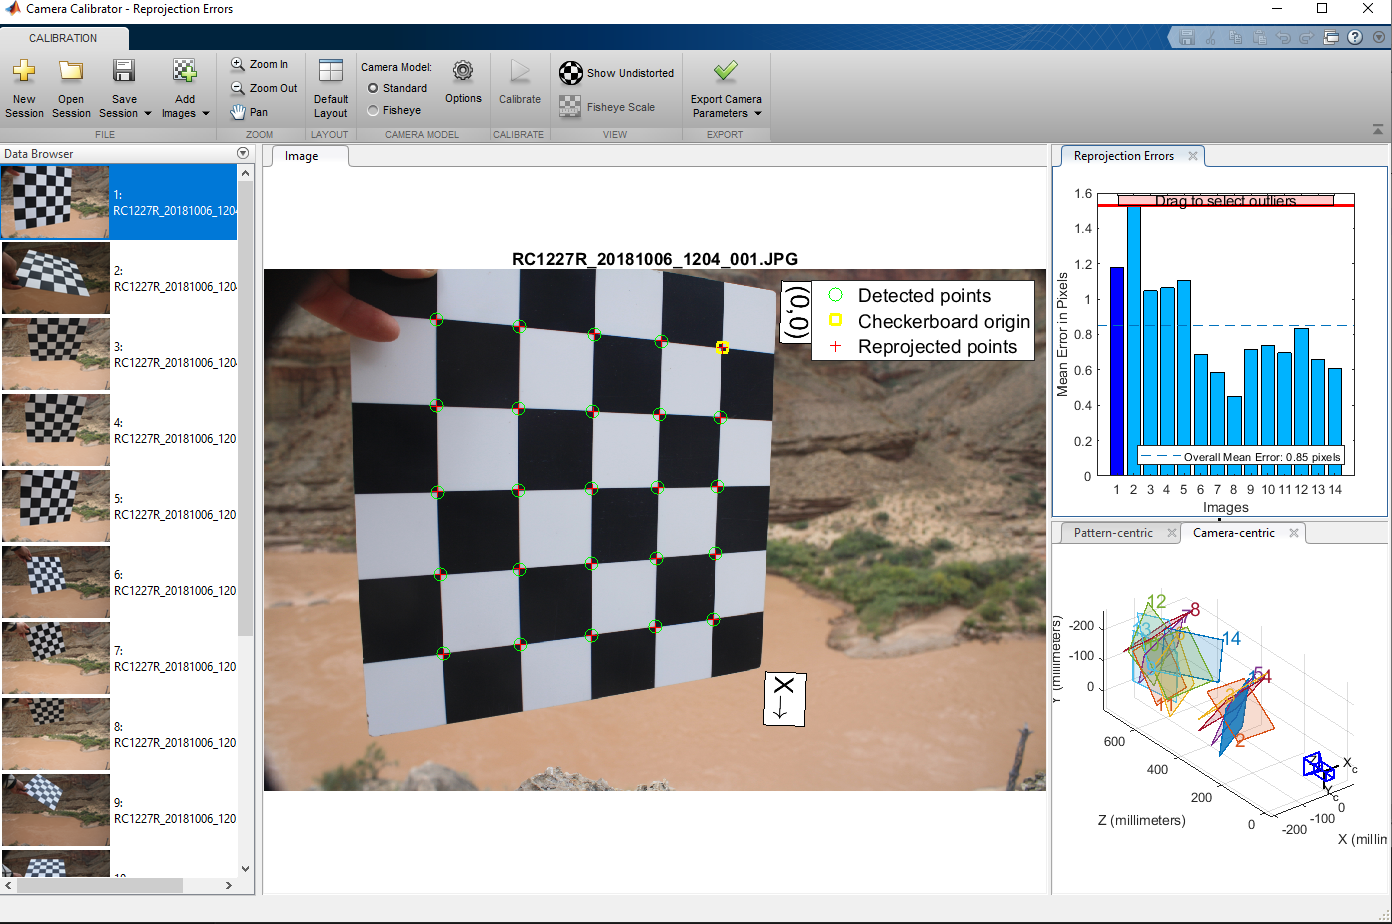 Camera Calibrator - Reprojection Errors
CALIBRATION
New Session
Open Session
Save Session
Add Images
FILE
Zoom In
Zoom Out
Pan
ZOOM
Default Layout
LAYOUT
Camera Model:
Standard
Fisheye
Options
CAMERA MODEL
Calibrate
CALIBRATE
Show Undistorted
Fisheye Scale
VIEW
Export Camera Parameters
EXPORT
Data Browser
1:
RC1227R_20181006_1204
2:
RC1227R_20181006_120
3:
RC1227R_20181006_120
4:
RC1227R_20181006_120
5:
RC1227R_20181006_120
6:
RC1227R_20181006_120
7:
RC1227R_20181006_120
8:
RC1227R_20181006_120
9:
RC1227R_20181006_120
Image
RC1227R_20181006_1204_001.JPG
(0,0)
Detected points
Checkerboard origin
Reprojected points
X →
Reprojection Errors
Drag to select outliers
Mean Error in Pixels
1.6
1.4
1.2
1
0.8
0.6
0.4
0.2
0
Overall Mean Error: 0.85 pixels
1 2 3 4 5 6 7 8 9 10 11 12 13 14
Images
Pattern-centric
Camera-centric
12
7 8
14
13
11
5 4
2
-200
-100
0
Y (millimeters)
600
400
200
0
Z (millimeters)
Xc
Yc
0
-100
-200
X (millin